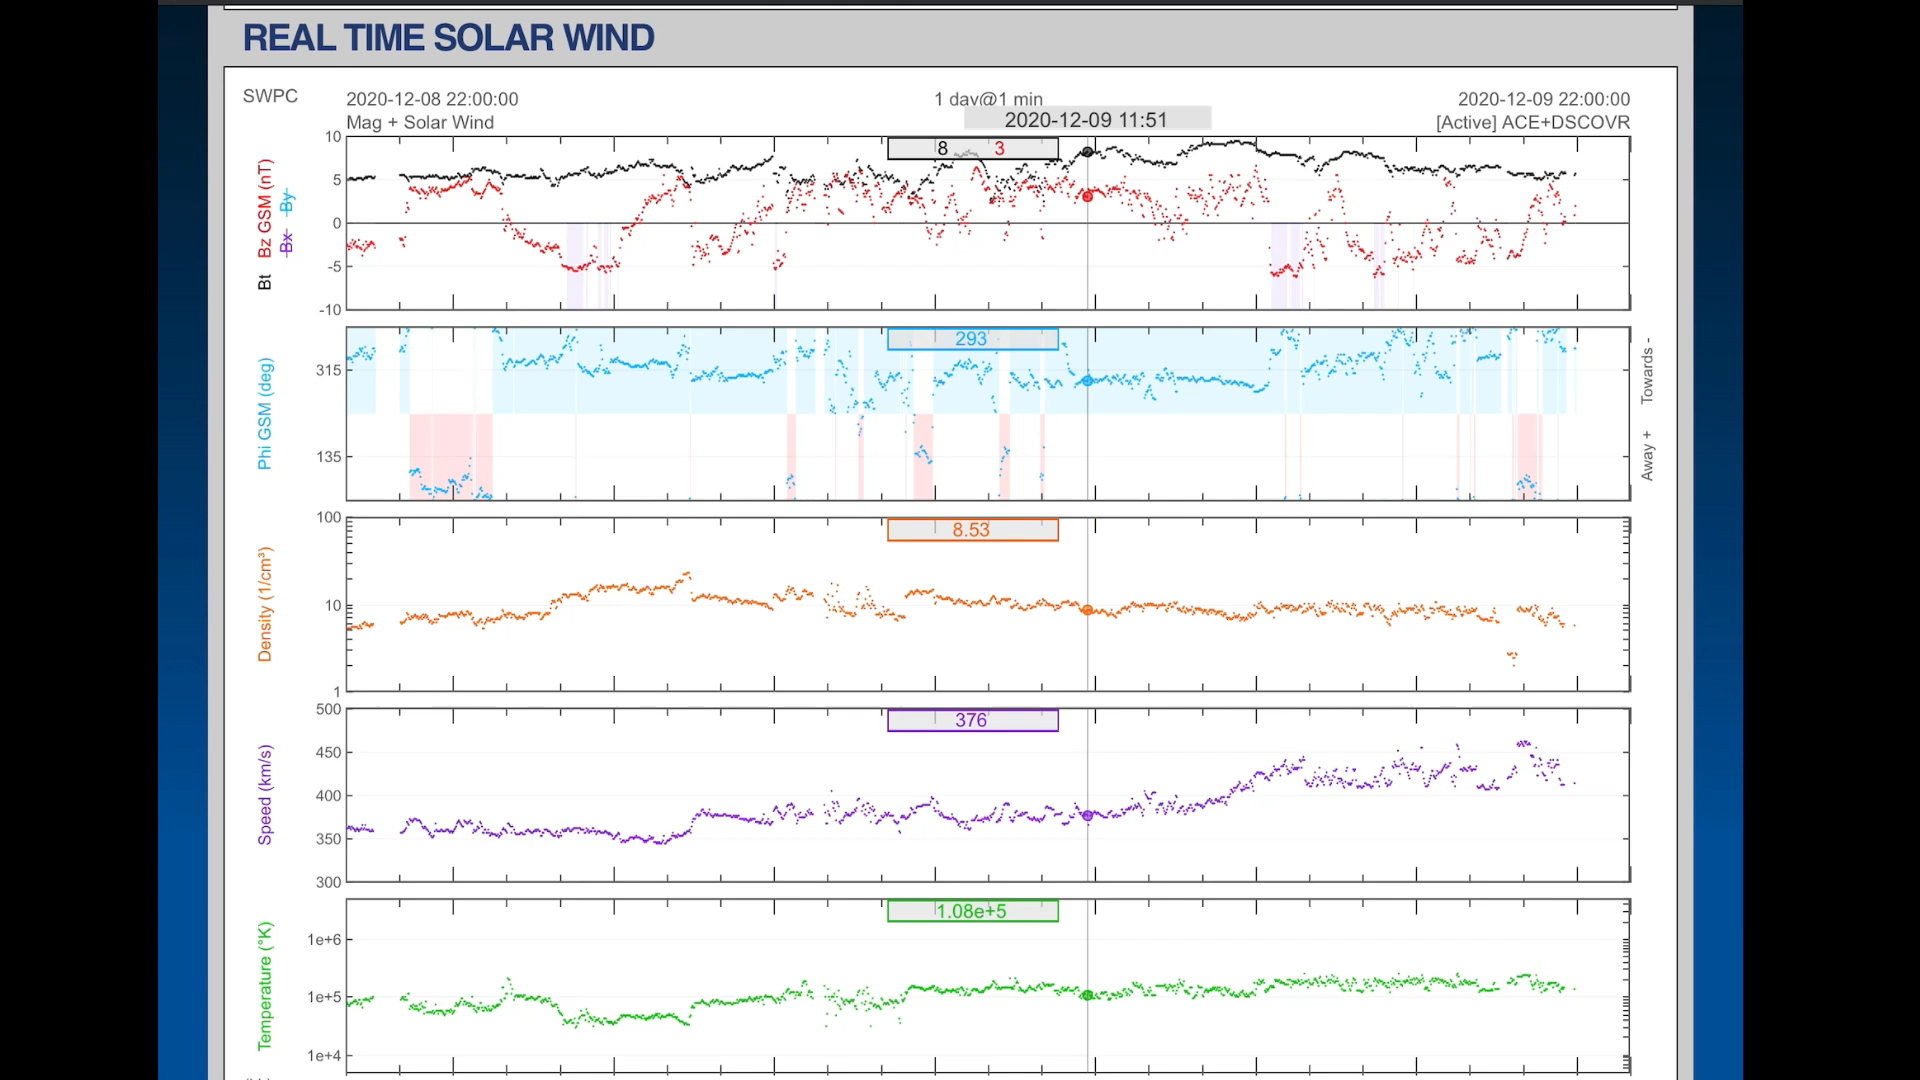 REAL TIME SOLAR WIND
SWPC
2020-12-08 22:00:00
1 day@1 min
2020-12-09 22:00:00
Mag + Solar Wind
2020-12-09 11:51
[Active] ACE+DSCOVR
8 3
10
5
0
-5
-10
Bt Bz GSM (nT)
Bx By
293
315
135
Phi GSM (deg)
Towards -
Away +
8.53
100
10
1
Density (1/cm³)
376
500
450
400
350
300
Speed (km/s)
1.08e+5
1e+6
1e+5
1e+4
Temperature (°K)